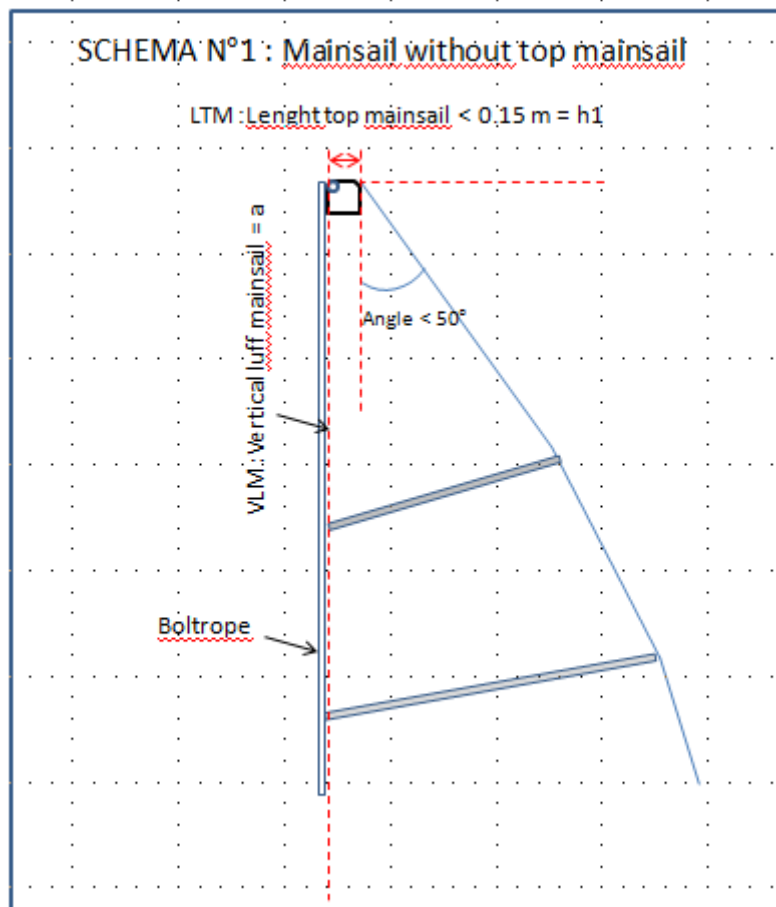 SCHEMA N°1 : Mainsail without top mainsail
LTM :Lenght top mainsail < 0.15 m = h1
VLM : Vertical luff mainsail = a
Angle < 50°
Boltrope